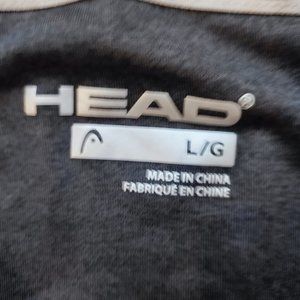 HEAD®
L/G
MADE IN CHINA
FABRIQUÉ EN CHINE